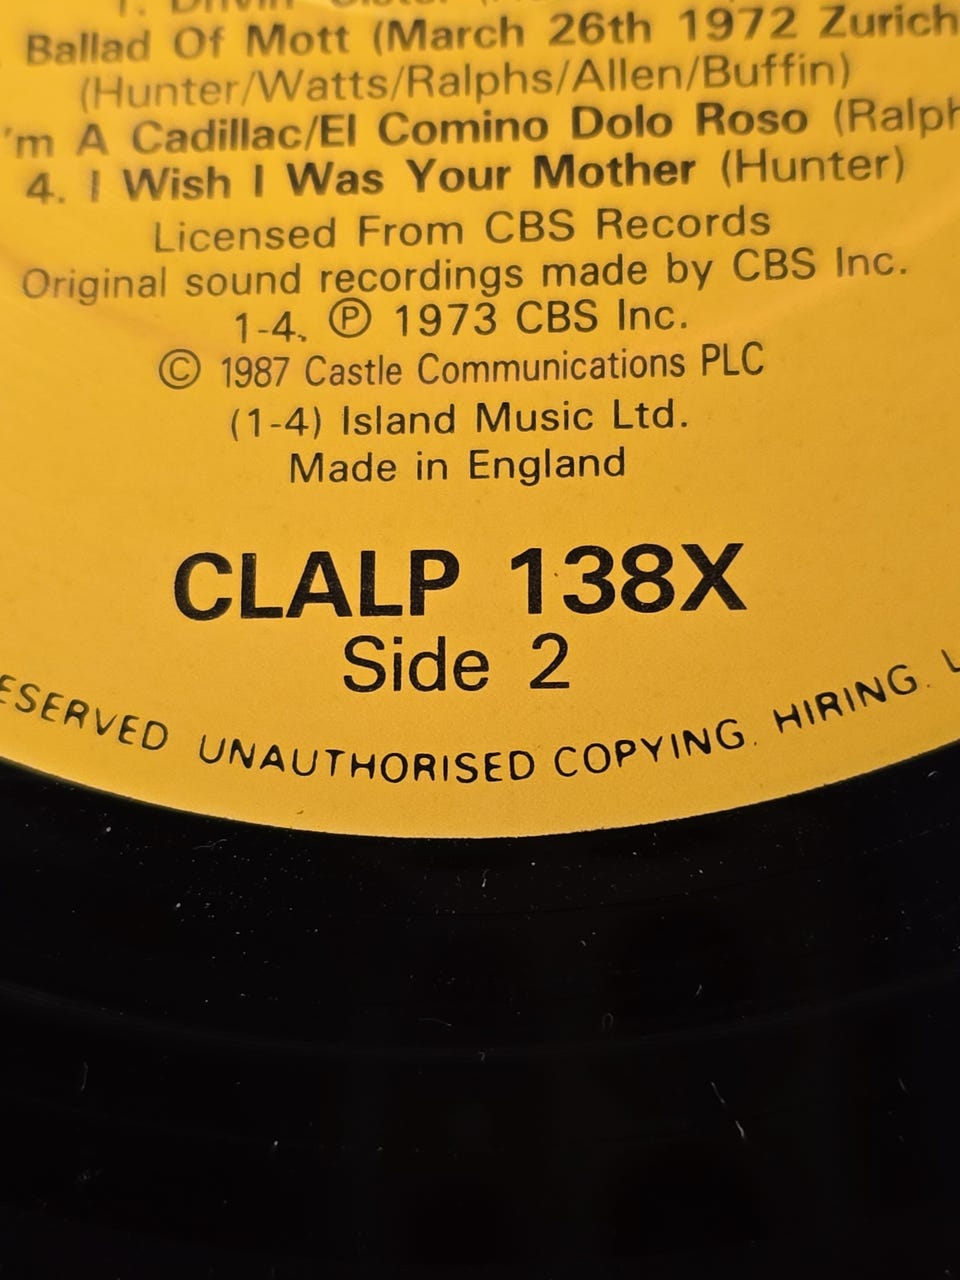 1. Drivin' Sister
Ballad Of Mott (March 26th 1972 Zurich
(Hunter/Watts/Ralphs/Allen/Buffin)
'm A Cadillac/El Comino Dolo Roso (Ralph
4. I Wish I Was Your Mother (Hunter)
Licensed From CBS Records
Original sound recordings made by CBS Inc.
1-4. Ⓟ 1973 CBS Inc.
© 1987 Castle Communications PLC
(1-4) Island Music Ltd.
Made in England
CLALP 138X
Side 2
ESERVED UNAUTHORISED COPYING. HIRING. L